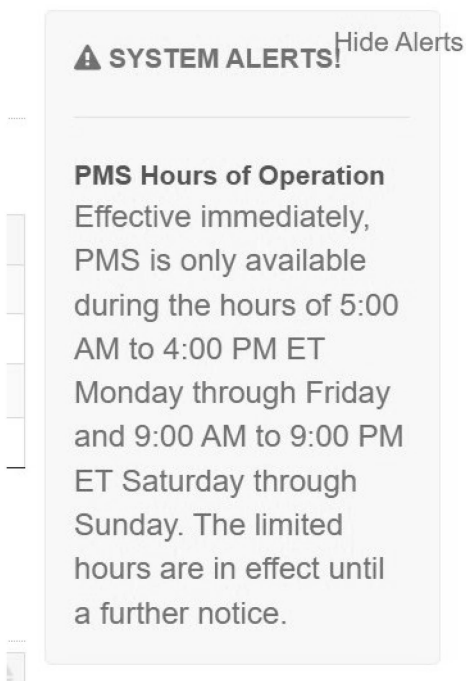 Hide Alerts
SYSTEM ALERTS!
PMS Hours of Operation
Effective immediately,
PMS is only available
during the hours of 5:00
AM to 4:00 PM ET
Monday through Friday
and 9:00 AM to 9:00 PM
ET Saturday through
Sunday. The limited
hours are in effect until
a further notice.